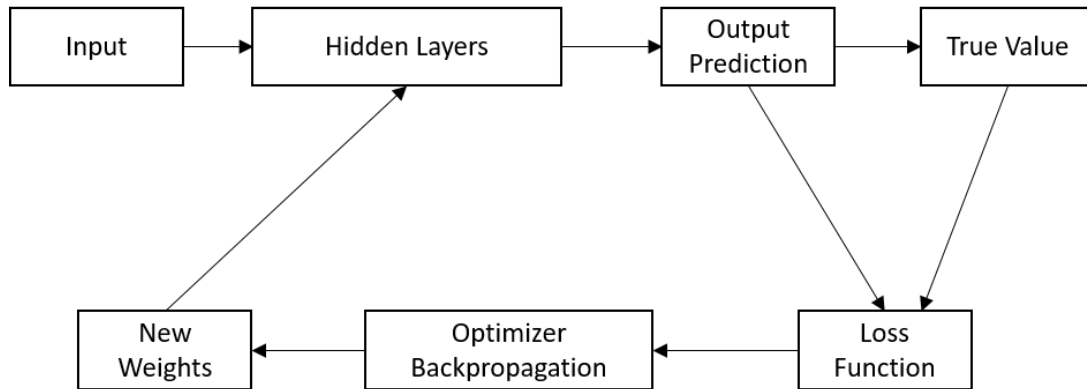 Input
Hidden Layers
Output
Prediction
True Value
New
Weights
Optimizer
Backpropagation
Loss
Function